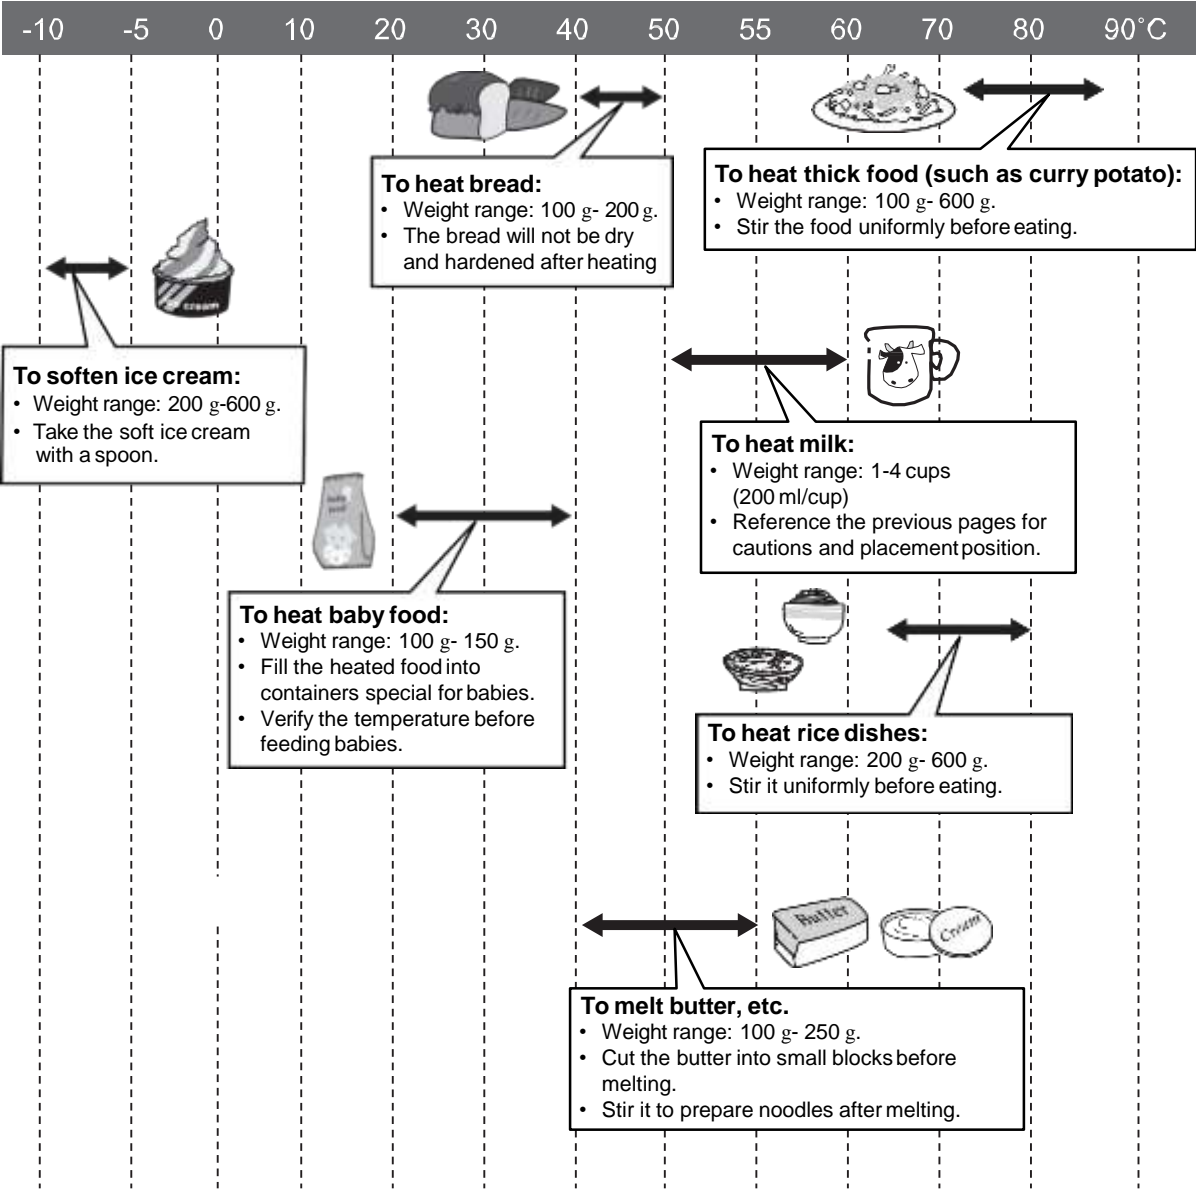 -10 -5 0 10 20 30 40 50 55 60 70 80 90°C
To heat bread:
• Weight range: 100 g- 200 g.
• The bread will not be dry
and hardened after heating
To heat thick food (such as curry potato):
• Weight range: 100 g- 600 g.
• Stir the food uniformly before eating.
cream
To soften ice cream:
• Weight range: 200 g-600 g.
• Take the soft ice cream
with a spoon.
To heat milk:
• Weight range: 1-4 cups
(200 ml/cup)
• Reference the previous pages for
cautions and placement position.
To heat baby food:
• Weight range: 100 g- 150 g.
• Fill the heated food into
containers special for babies.
• Verify the temperature before
feeding babies.
To heat rice dishes:
• Weight range: 200 g- 600 g.
• Stir it uniformly before eating.
Butter
Cream
To melt butter, etc.
• Weight range: 100 g- 250 g.
• Cut the butter into small blocks before
melting.
• Stir it to prepare noodles after melting.